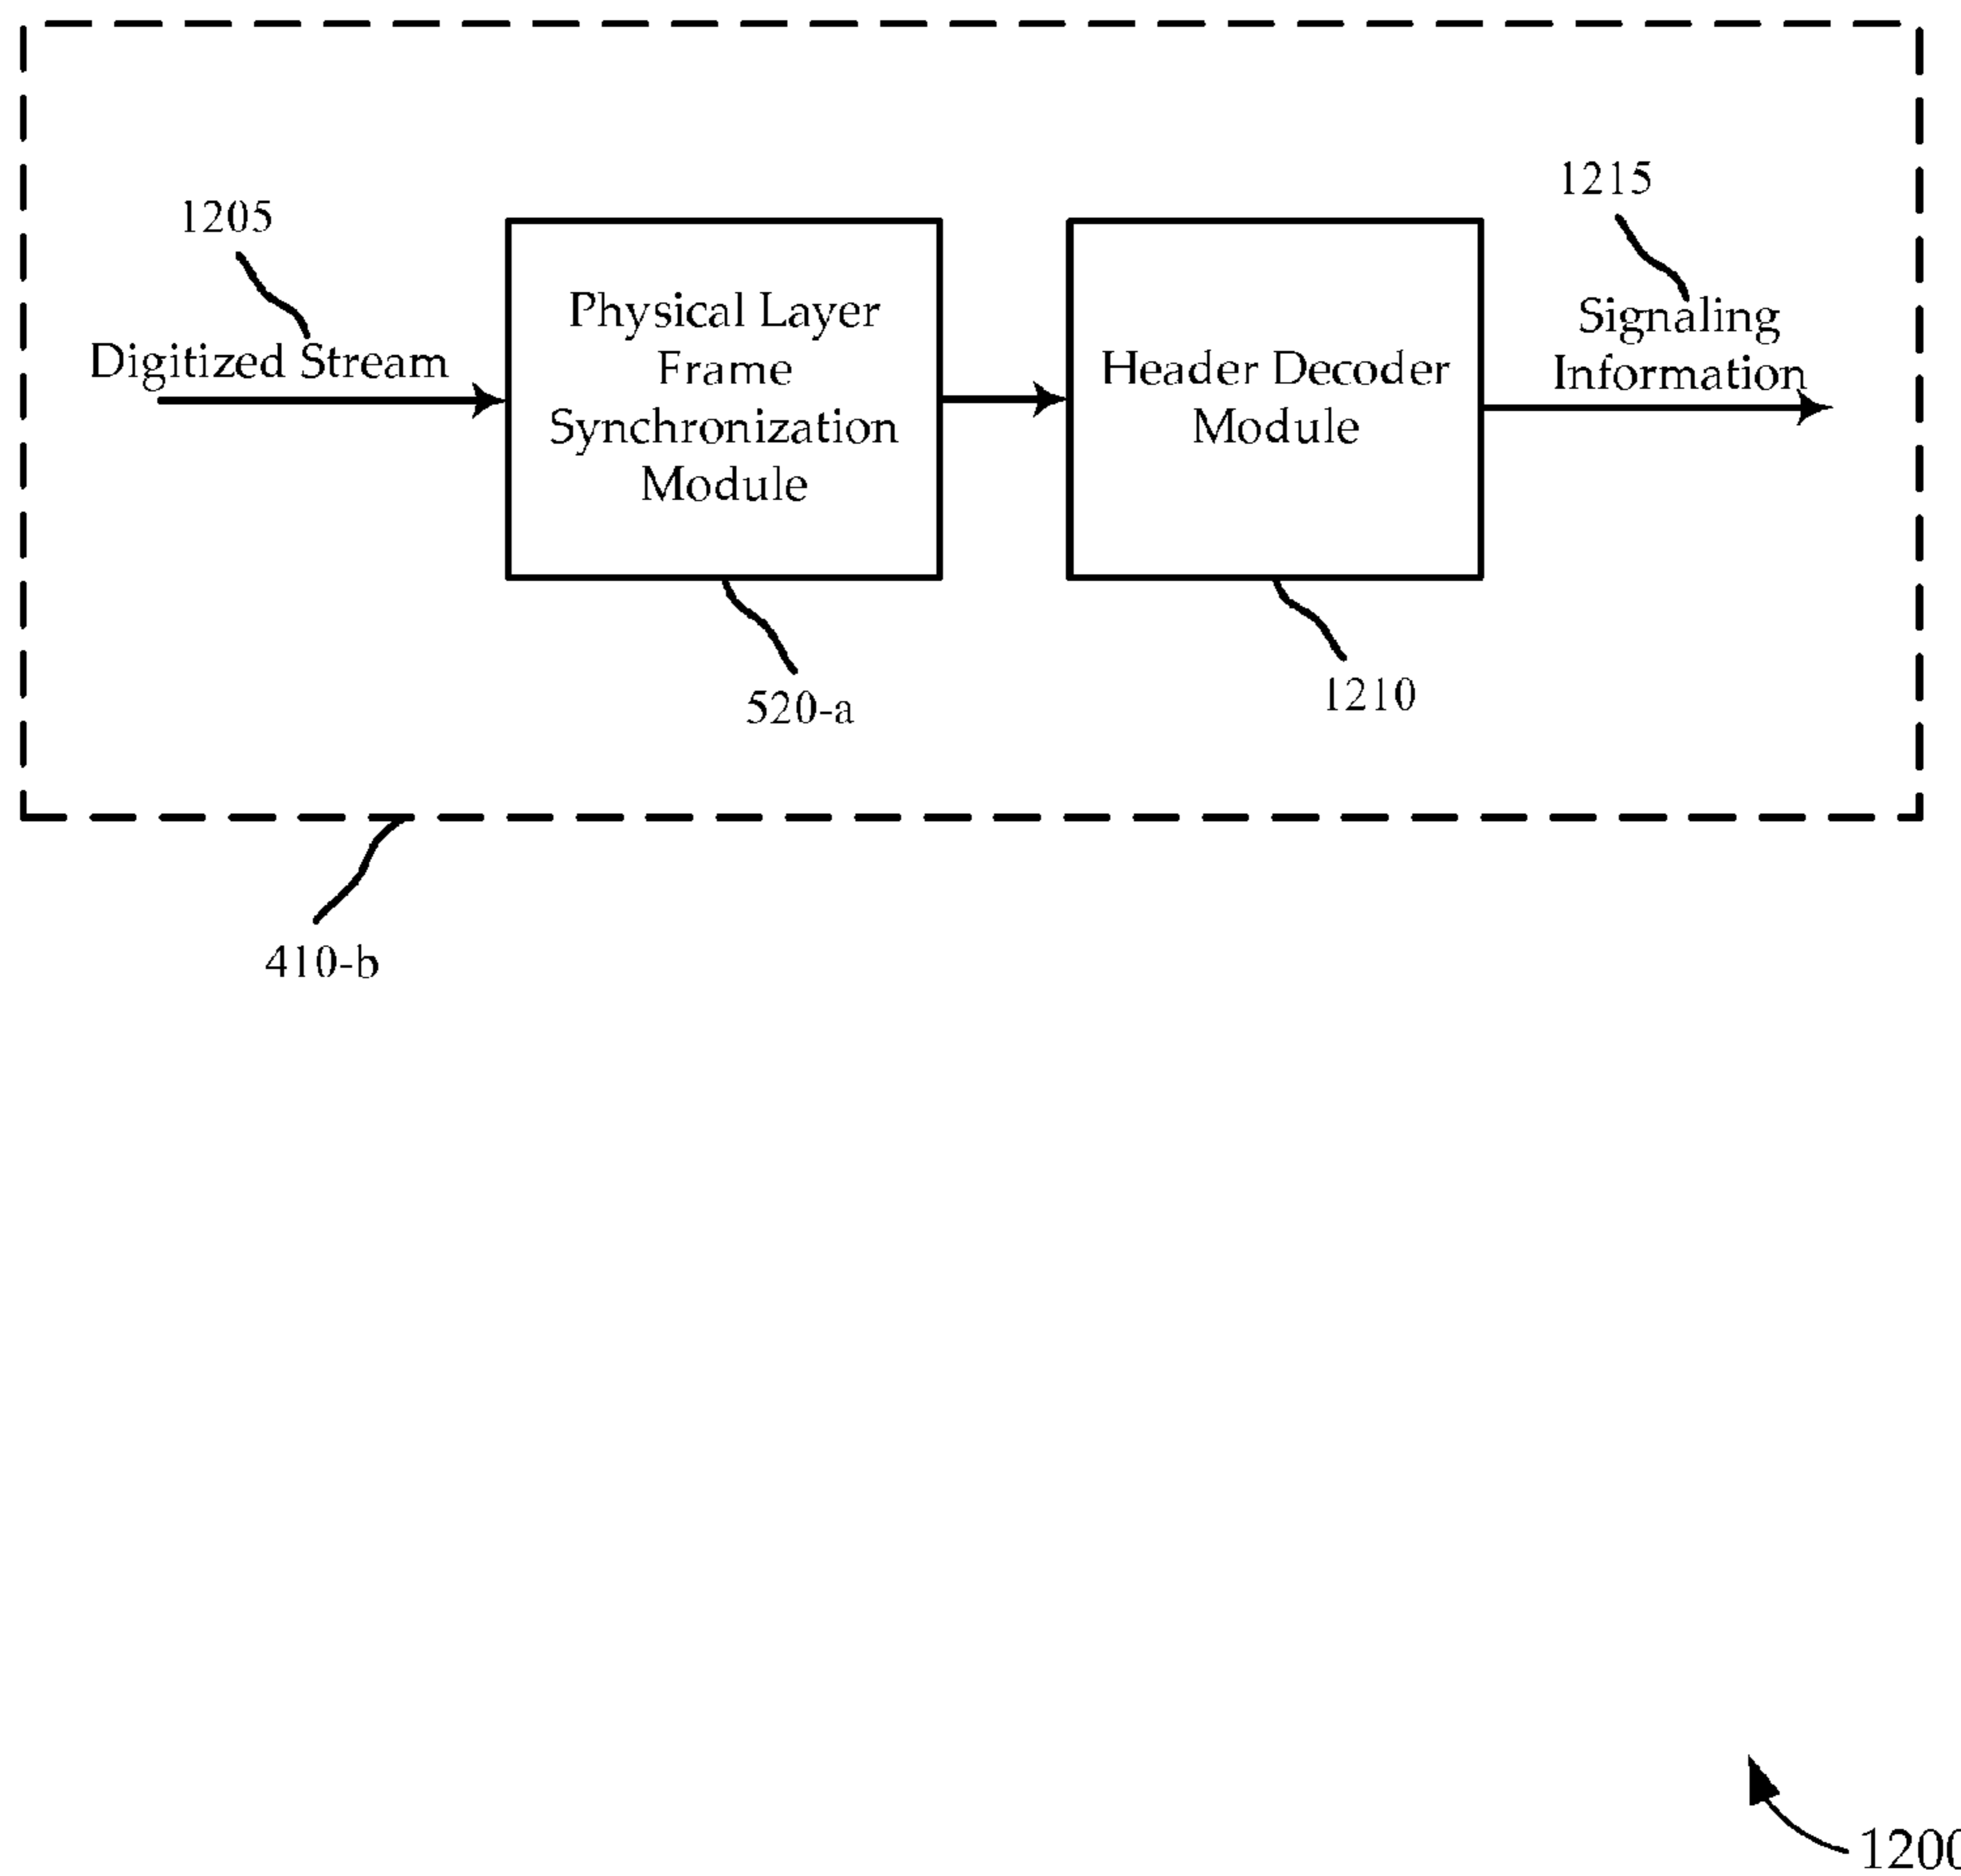 1205
Digitized Stream
Physical Layer
Frame
Synchronization
Module
520-a
Header Decoder
Module
1210
1215
Signaling
Information
410-b
1200